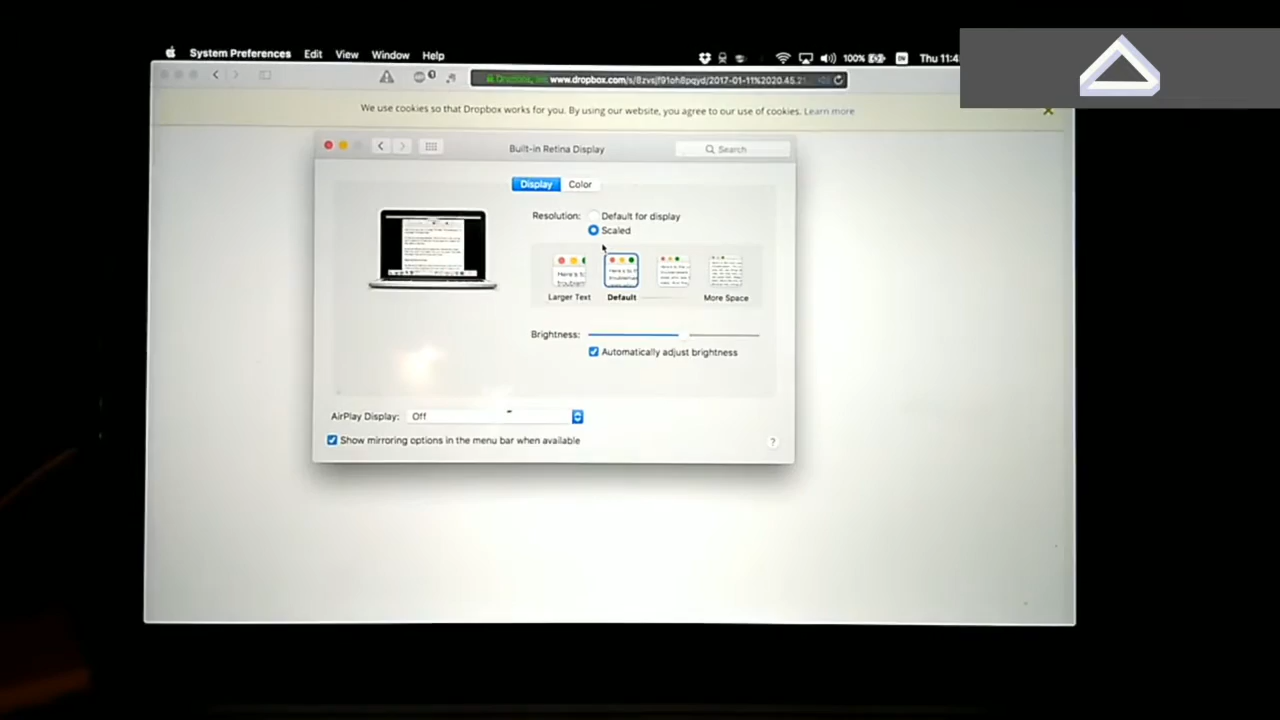 System Preferences Edit View Window Help 100% Thu 11:4
www.dropbox.com/s/
We use cookies so that Dropbox works for you. By using our website, you agree to our use of cookies. Learn more
Built-in Retina Display Search
Display Color
Resolution: Default for display
Scaled
Larger Text Default More Space
Brightness:
Automatically adjust brightness
AirPlay Display: Off
Show mirroring options in the menu bar when available ?